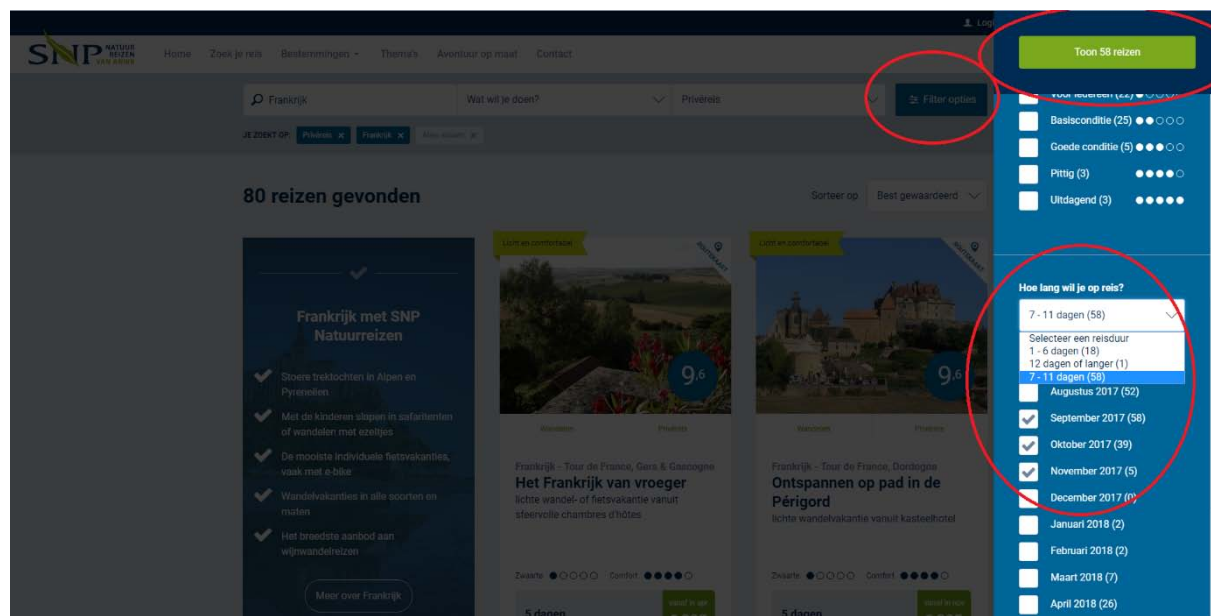 Logi
SNP NATUUR
REIZEN
VAN ANWB
Home Zoek je reis Bestemmingen Thema's Avontuur op maat Contact
Frankrijk Wat wil je doen? Privéreis Filter opties
JE ZOEKT OP: Privéreis x Frankrijk x
80 reizen gevonden
Sorteer op Best gewaardeerd
Frankrijk met SNP
Natuurreizen
Stoere trektochten in Alpen en
Pyreneeën
Met de kinderen slapen in safaritenten
of wandelen met ezeltjes
De mooiste individuele fietsvakanties,
vaak met e-bike
Wandelvakanties in alle soorten en
maten
Het breedste aanbod aan
wijnwandelreizen
Meer over Frankrijk
Licht en comfortabel
ROUTEKAART
9,6
Wandelen Privéreis
Frankrijk - Tour de France, Gers & Gascogne
Het Frankrijk van vroeger
lichte wandel- of fietsvakantie vanuit
sfeervolle chambres d'hôtes
Zwaarte Comfort
5 dagen
Licht en comfortabel
ROUTEKAART
9,6
Wandelen Privéreis
Frankrijk - Tour de France, Dordogne
Ontspannen op pad in de
Périgord
lichte wandelvakantie vanuit kasteelhotel
Zwaarte Comfort
5 dagen
Toon 58 reizen
Voor iedereen (22)
Basisconditie (25)
Goede conditie (5)
Pittig (3)
Uitdagend (3)
Hoe lang wil je op reis?
7 - 11 dagen (58)
Selecteer een reisduur
1 - 6 dagen (18)
12 dagen of langer (1)
7 - 11 dagen (58)
Augustus 2017 (52)
September 2017 (58)
Oktober 2017 (39)
November 2017 (5)
December 2017 (0)
Januari 2018 (2)
Februari 2018 (2)
Maart 2018 (7)
April 2018 (26)